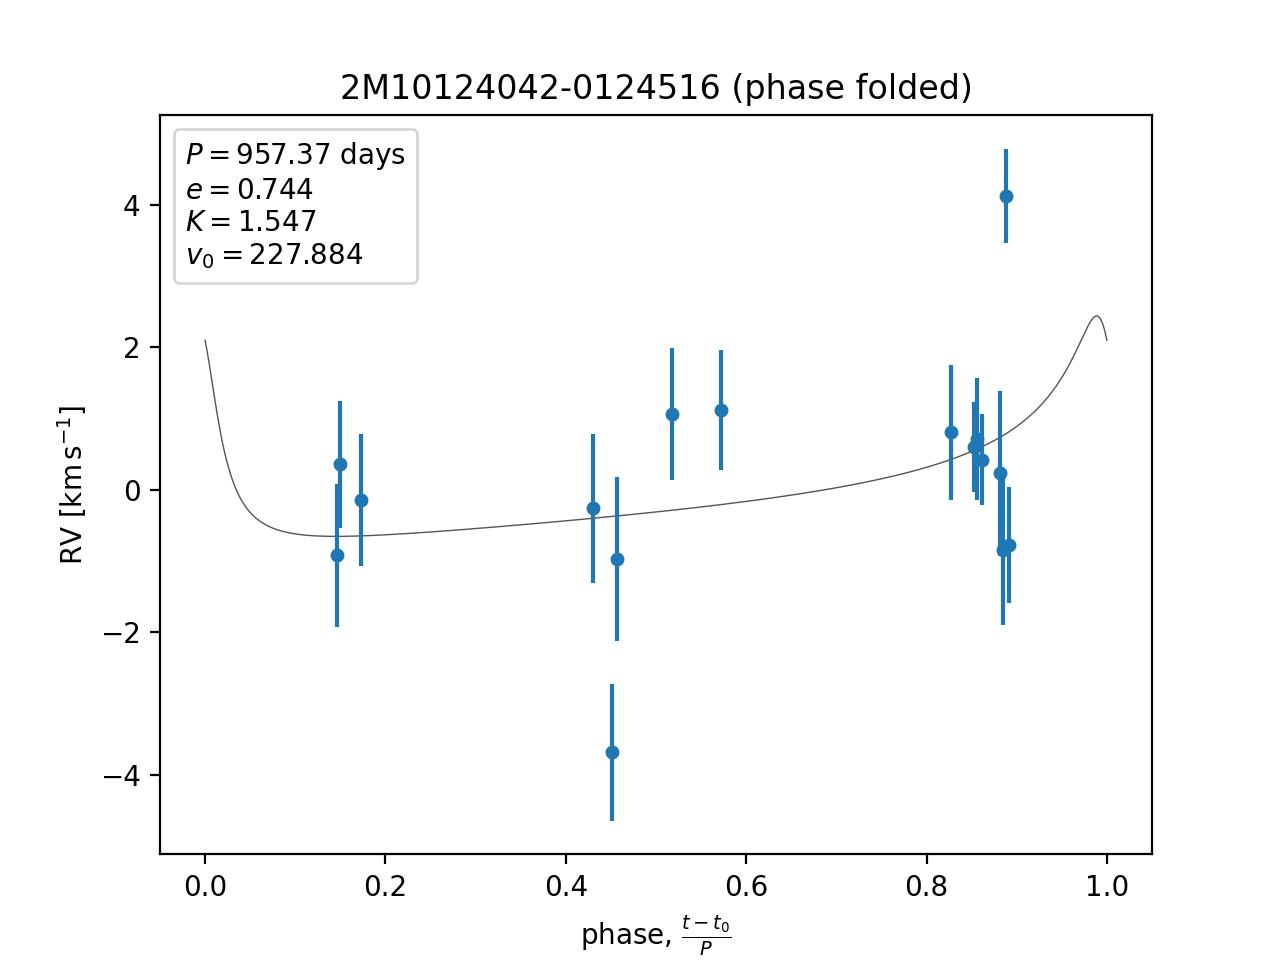 2M10124042-0124516 (phase folded)
P = 957.37 days
e = 0.744
K = 1.547
v₀ = 227.884
4
2
0
−2
−4
RV [km s⁻¹]
0.0 0.2 0.4 0.6 0.8 1.0
phase, (t − t₀)/P